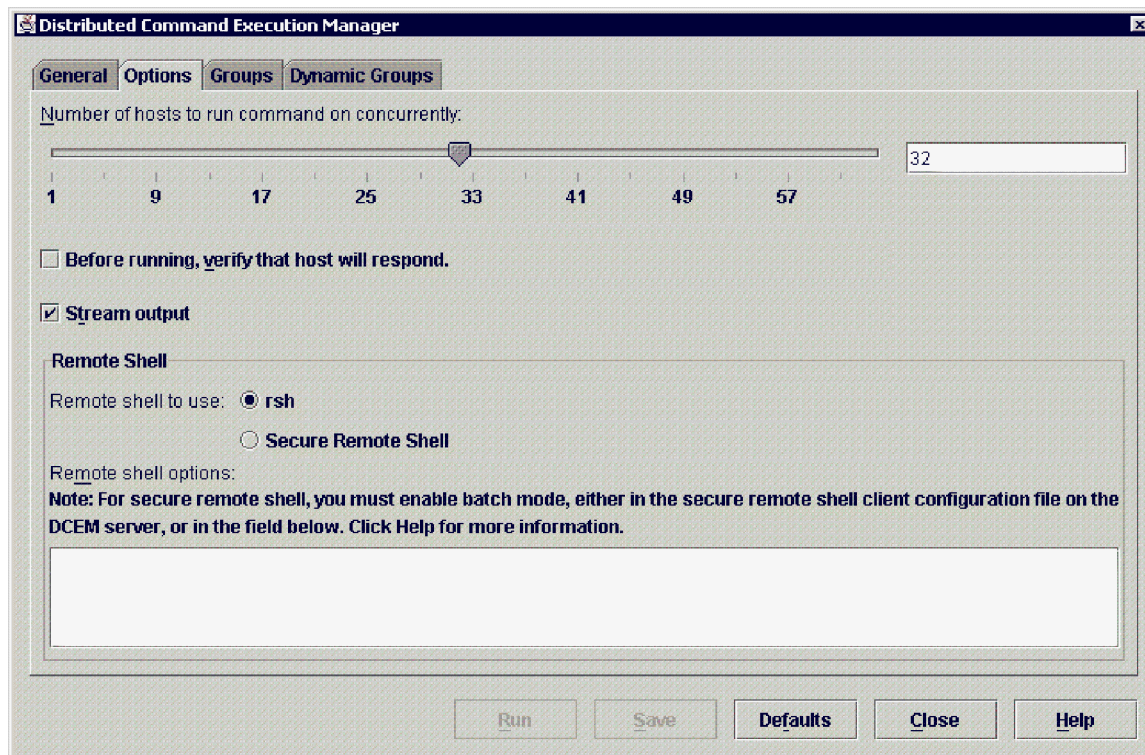 Distributed Command Execution Manager
General Options Groups Dynamic Groups
Number of hosts to run command on concurrently:
32
1 9 17 25 33 41 49 57
Before running, verify that host will respond.
Stream output
Remote Shell
Remote shell to use: rsh
Secure Remote Shell
Remote shell options:
Note: For secure remote shell, you must enable batch mode, either in the secure remote shell client configuration file on the
DCEM server, or in the field below. Click Help for more information.
Run Save Defaults Close Help